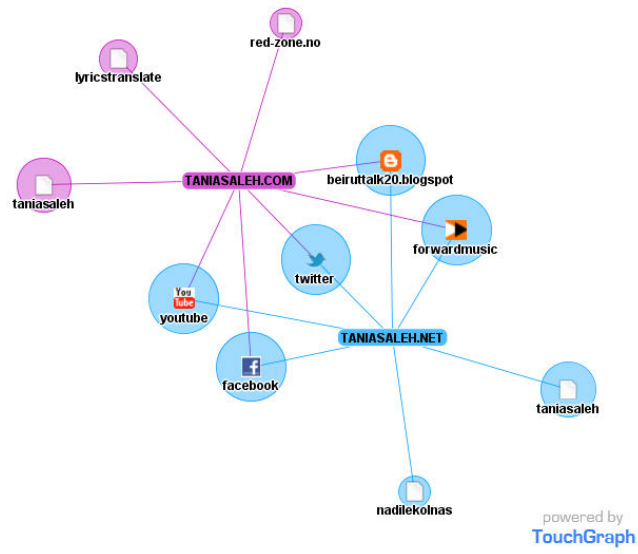 red-zone.no
lyricstranslate
TANIASALEH.COM
beiruttalk20.blogspot
taniasaleh
forwardmusic
twitter
You
Tube
youtube
TANIASALEH.NET
facebook
taniasaleh
nadilekolnas
powered by
TouchGraph